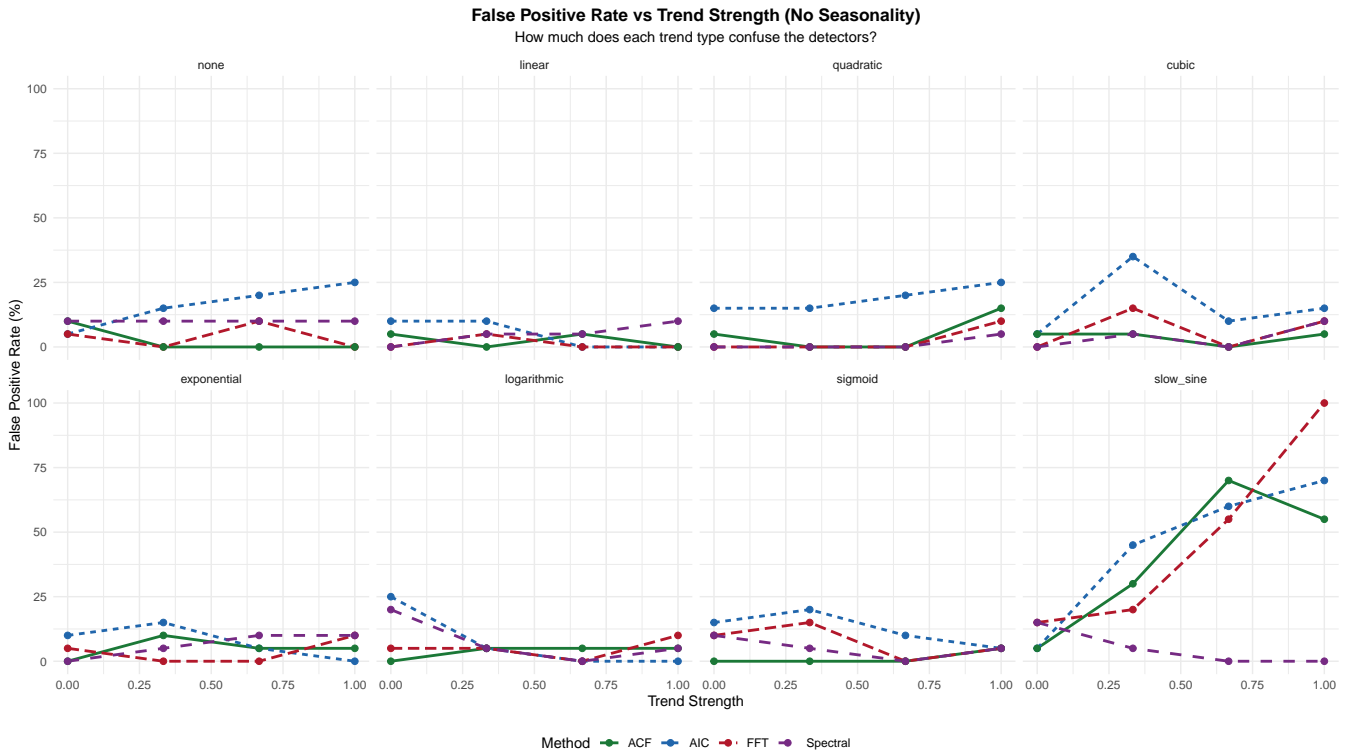 False Positive Rate vs Trend Strength (No Seasonality)
How much does each trend type confuse the detectors?
none
linear
quadratic
cubic
100
75
50
25
0
exponential
logarithmic
sigmoid
slow_sine
100
75
50
25
0
False Positive Rate (%)
0.00 0.25 0.50 0.75 1.00
0.00 0.25 0.50 0.75 1.00
0.00 0.25 0.50 0.75 1.00
0.00 0.25 0.50 0.75 1.00
Trend Strength
Method ACF AIC FFT Spectral